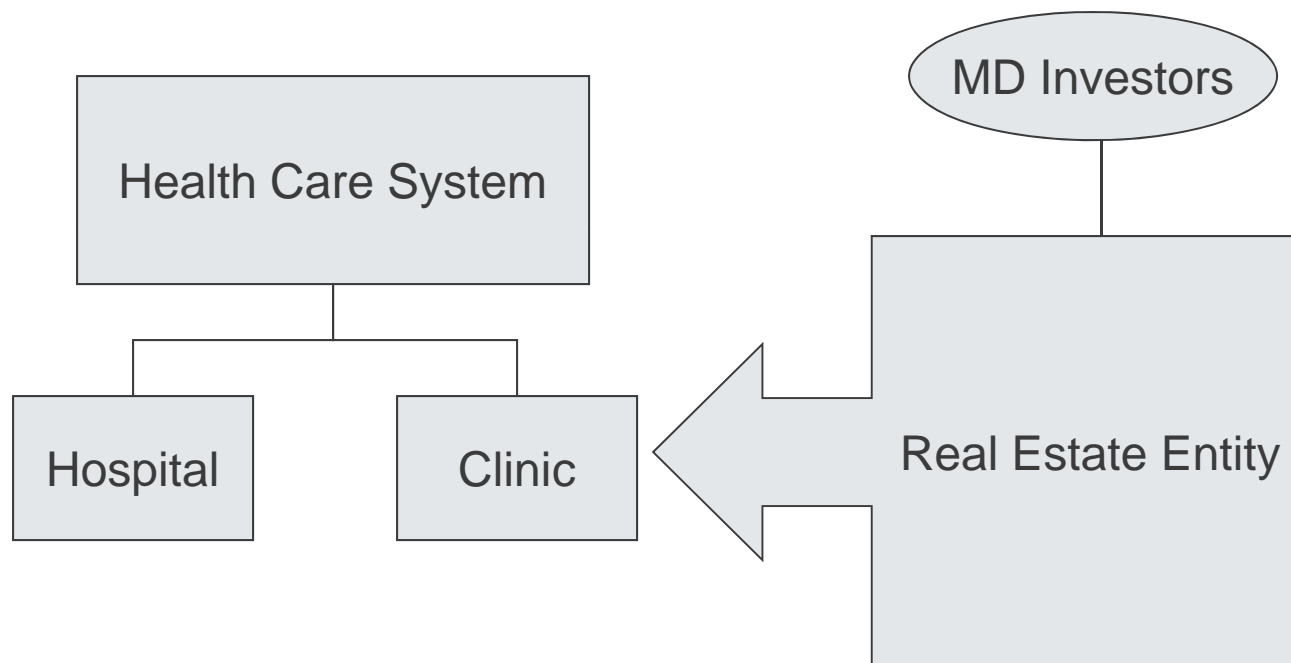 MD Investors
Health Care System
Hospital
Clinic
Real Estate Entity